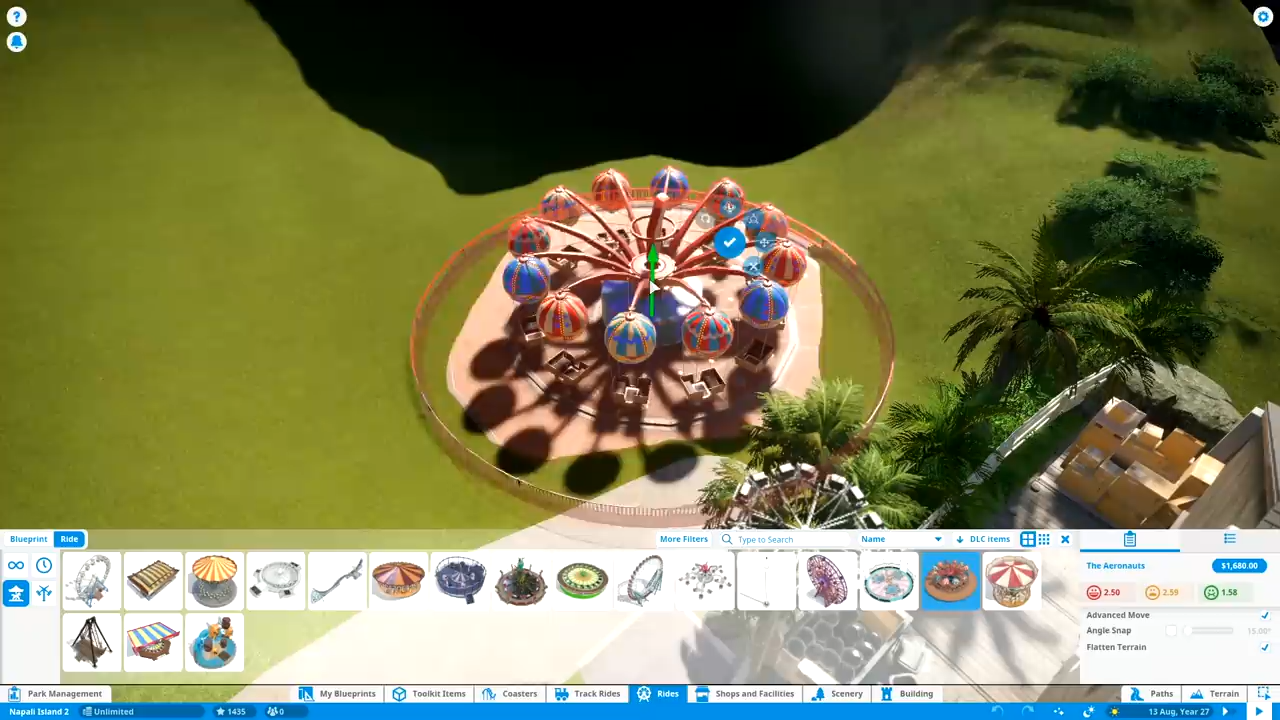 ?
Blueprint Ride More Filters Type to Search Name DLC items
The Aeronauts $1,680.00
2.50 2.59 1.58
Advanced Move
Angle Snap 15.00°
Flatten Terrain
Park Management My Blueprints Toolkit Items Coasters Track Rides Rides Shops and Facilities Scenery Building Paths Terrain
Napali Island 2 Unlimited 1435 0 13 Aug, Year 27